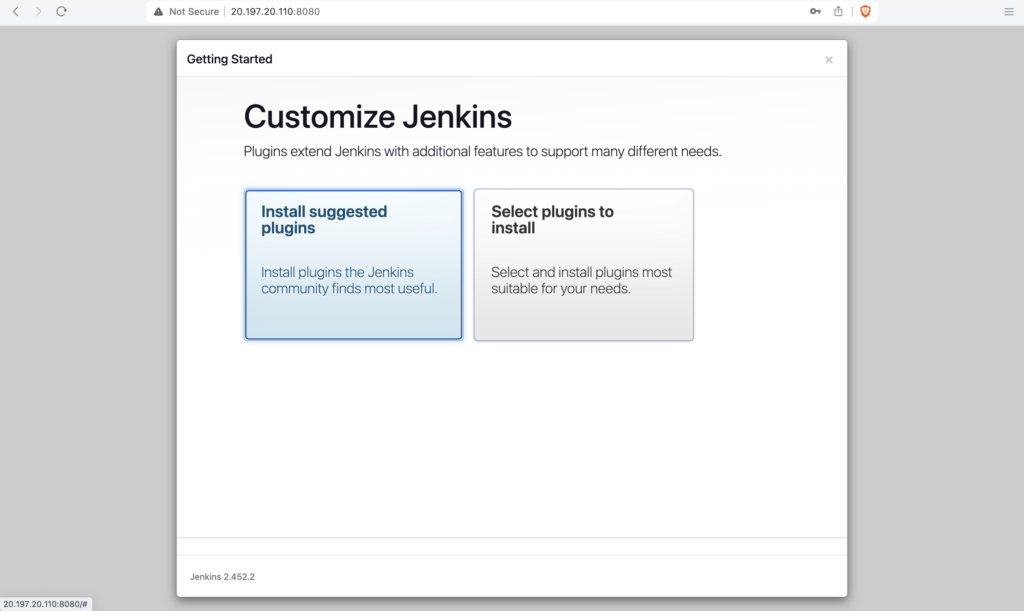 Not Secure
20.197.20.110:8080
Getting Started
×
Customize Jenkins
Plugins extend Jenkins with additional features to support many different needs.
Install suggested
plugins
Install plugins the Jenkins
community finds most useful.
Select plugins to
install
Select and install plugins most
suitable for your needs.
Jenkins 2.452.2
20.197.20.110:8080/#